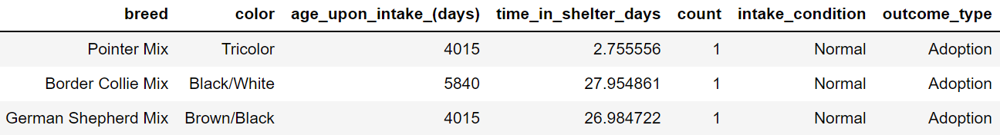 breed color age_upon_intake_(days) time_in_shelter_days count intake_condition outcome_type
Pointer Mix Tricolor 4015 2.755556 1 Normal Adoption
Border Collie Mix Black/White 5840 27.954861 1 Normal Adoption
German Shepherd Mix Brown/Black 4015 26.984722 1 Normal Adoption